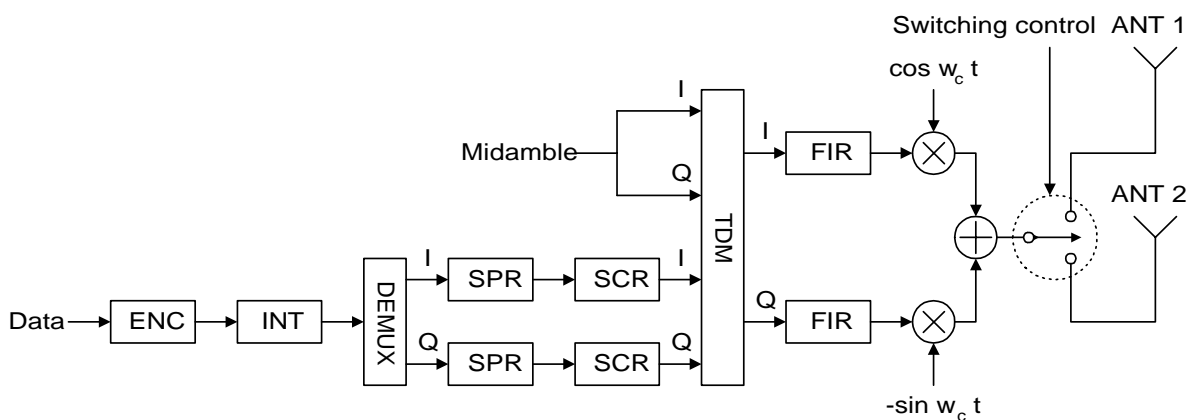 Switching control ANT 1
cos w_c t
I
I
Midamble
FIR
Q
ANT 2
TDM
I
I
SPR
SCR
Q
DEMUX
Data
ENC
INT
FIR
Q
Q
SPR
SCR
-sin w_c t